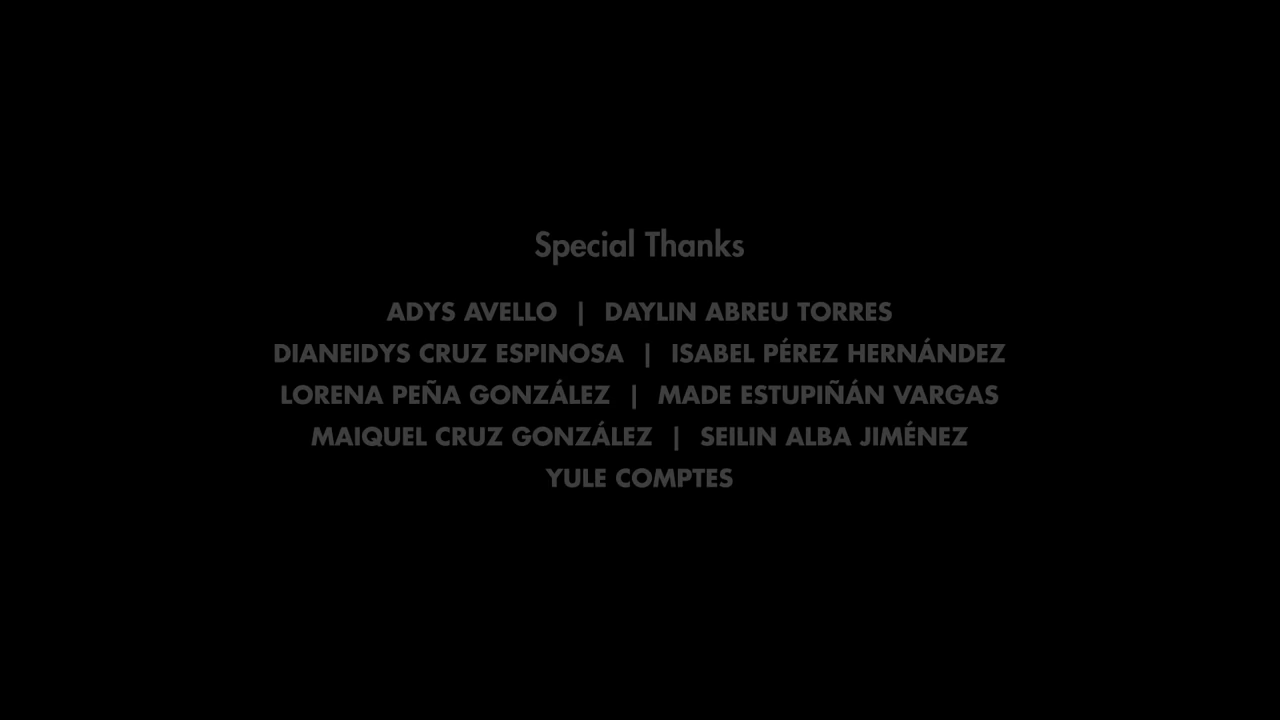 Special Thanks
ADYS AVELLO | DAYLIN ABREU TORRES
DIANEIDYS CRUZ ESPINOSA | ISABEL PÉREZ HERNÁNDEZ
LORENA PEÑA GONZÁLEZ | MADE ESTUPIÑÁN VARGAS
MAIQUEL CRUZ GONZÁLEZ | SEILIN ALBA JIMÉNEZ
YULE COMPTES